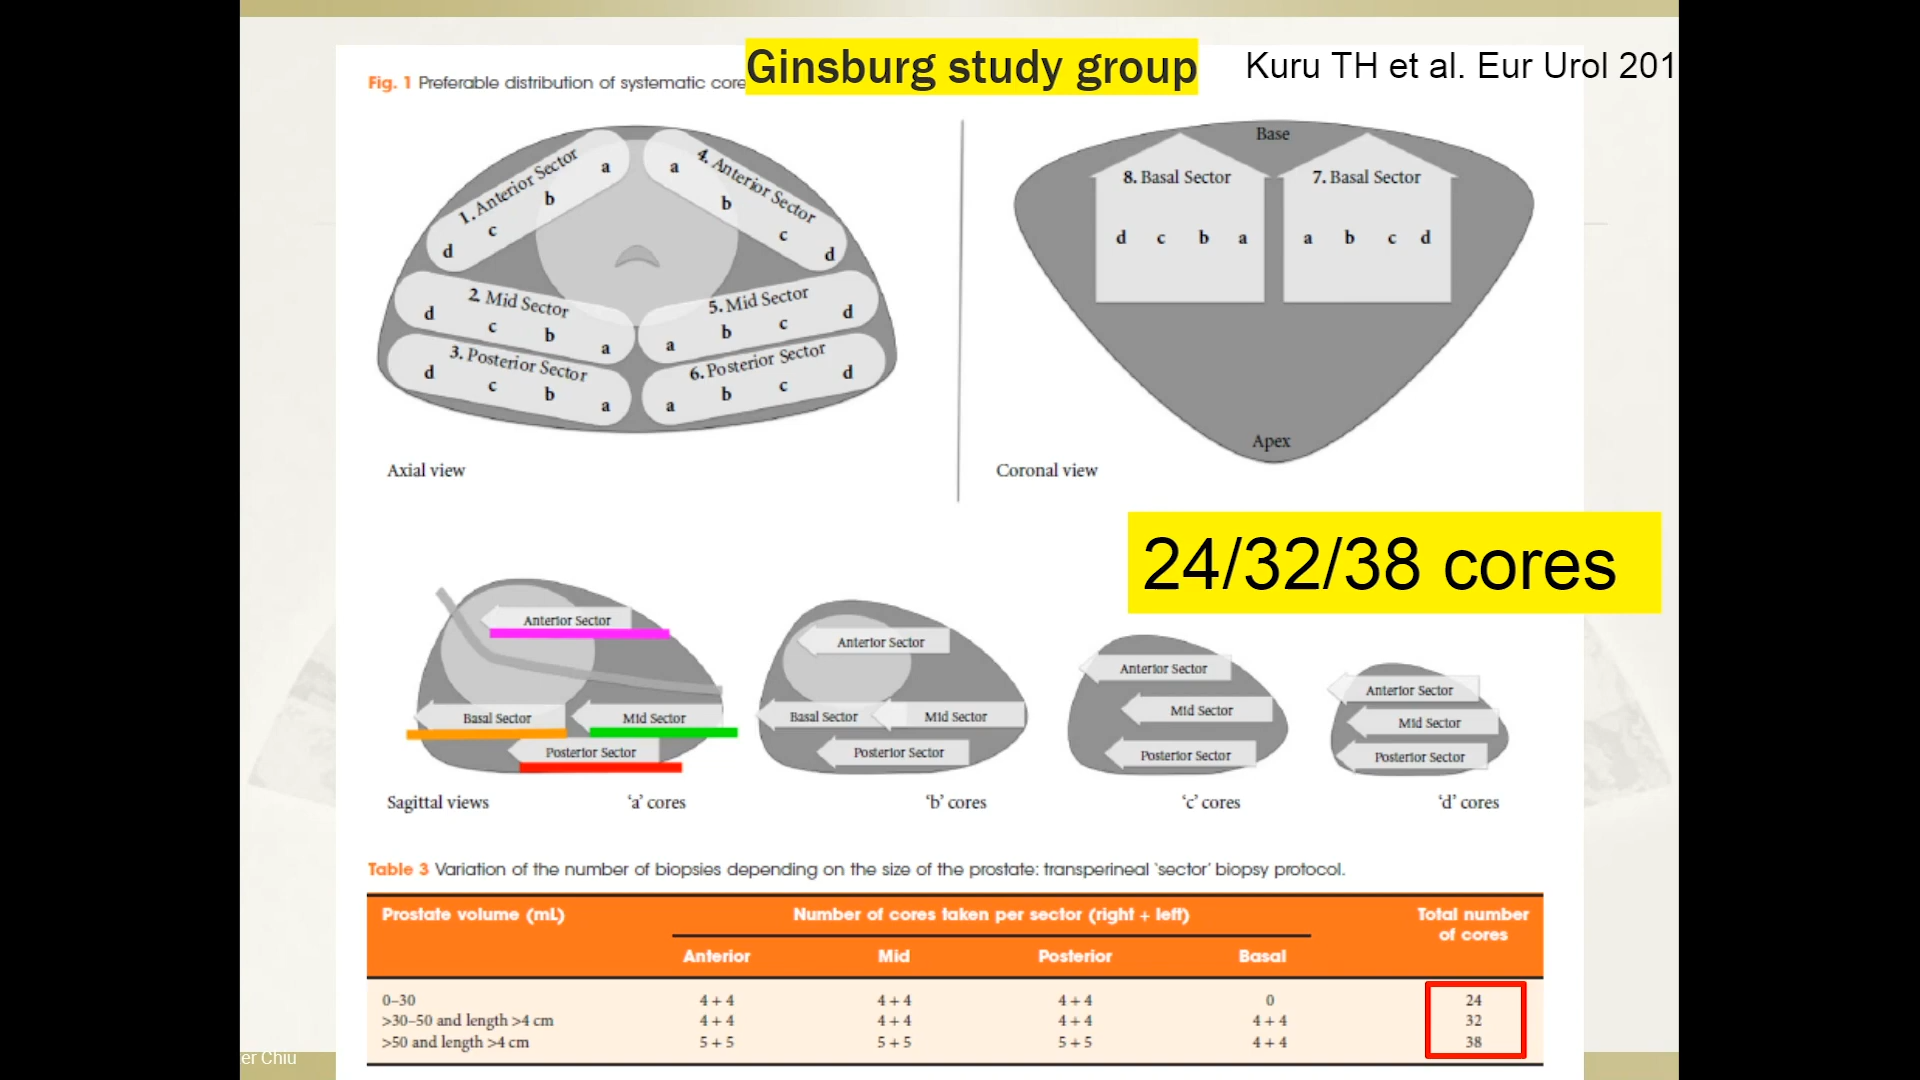 Ginsburg study group
Kuru TH et al. Eur Urol 201
Fig. 1 Preferable distribution of systematic core
1. Anterior Sector
a
b
c
d
4. Anterior Sector
a
b
c
d
2. Mid Sector
d
c
b
a
5. Mid Sector
a
b
c
d
3. Posterior Sector
d
c
b
a
6. Posterior Sector
a
b
c
d
Axial view
Base
8. Basal Sector
d c b a
7. Basal Sector
a b c d
Apex
Coronal view
24/32/38 cores
Anterior Sector
Basal Sector
Mid Sector
Posterior Sector
Anterior Sector
Basal Sector
Mid Sector
Posterior Sector
Anterior Sector
Mid Sector
Posterior Sector
Anterior Sector
Mid Sector
Posterior Sector
Sagittal views
‘a’ cores
‘b’ cores
‘c’ cores
‘d’ cores
Table 3 Variation of the number of biopsies depending on the size of the prostate: transperineal ‘sector’ biopsy protocol.
Prostate volume (mL) Number of cores taken per sector (right + left) Total number
of cores
Anterior Mid Posterior Basal
0–30 4 + 4 4 + 4 4 + 4 0 24
>30–50 and length >4 cm 4 + 4 4 + 4 4 + 4 4 + 4 32
>50 and length >4 cm 5 + 5 5 + 5 5 + 5 4 + 4 38
er Chiu